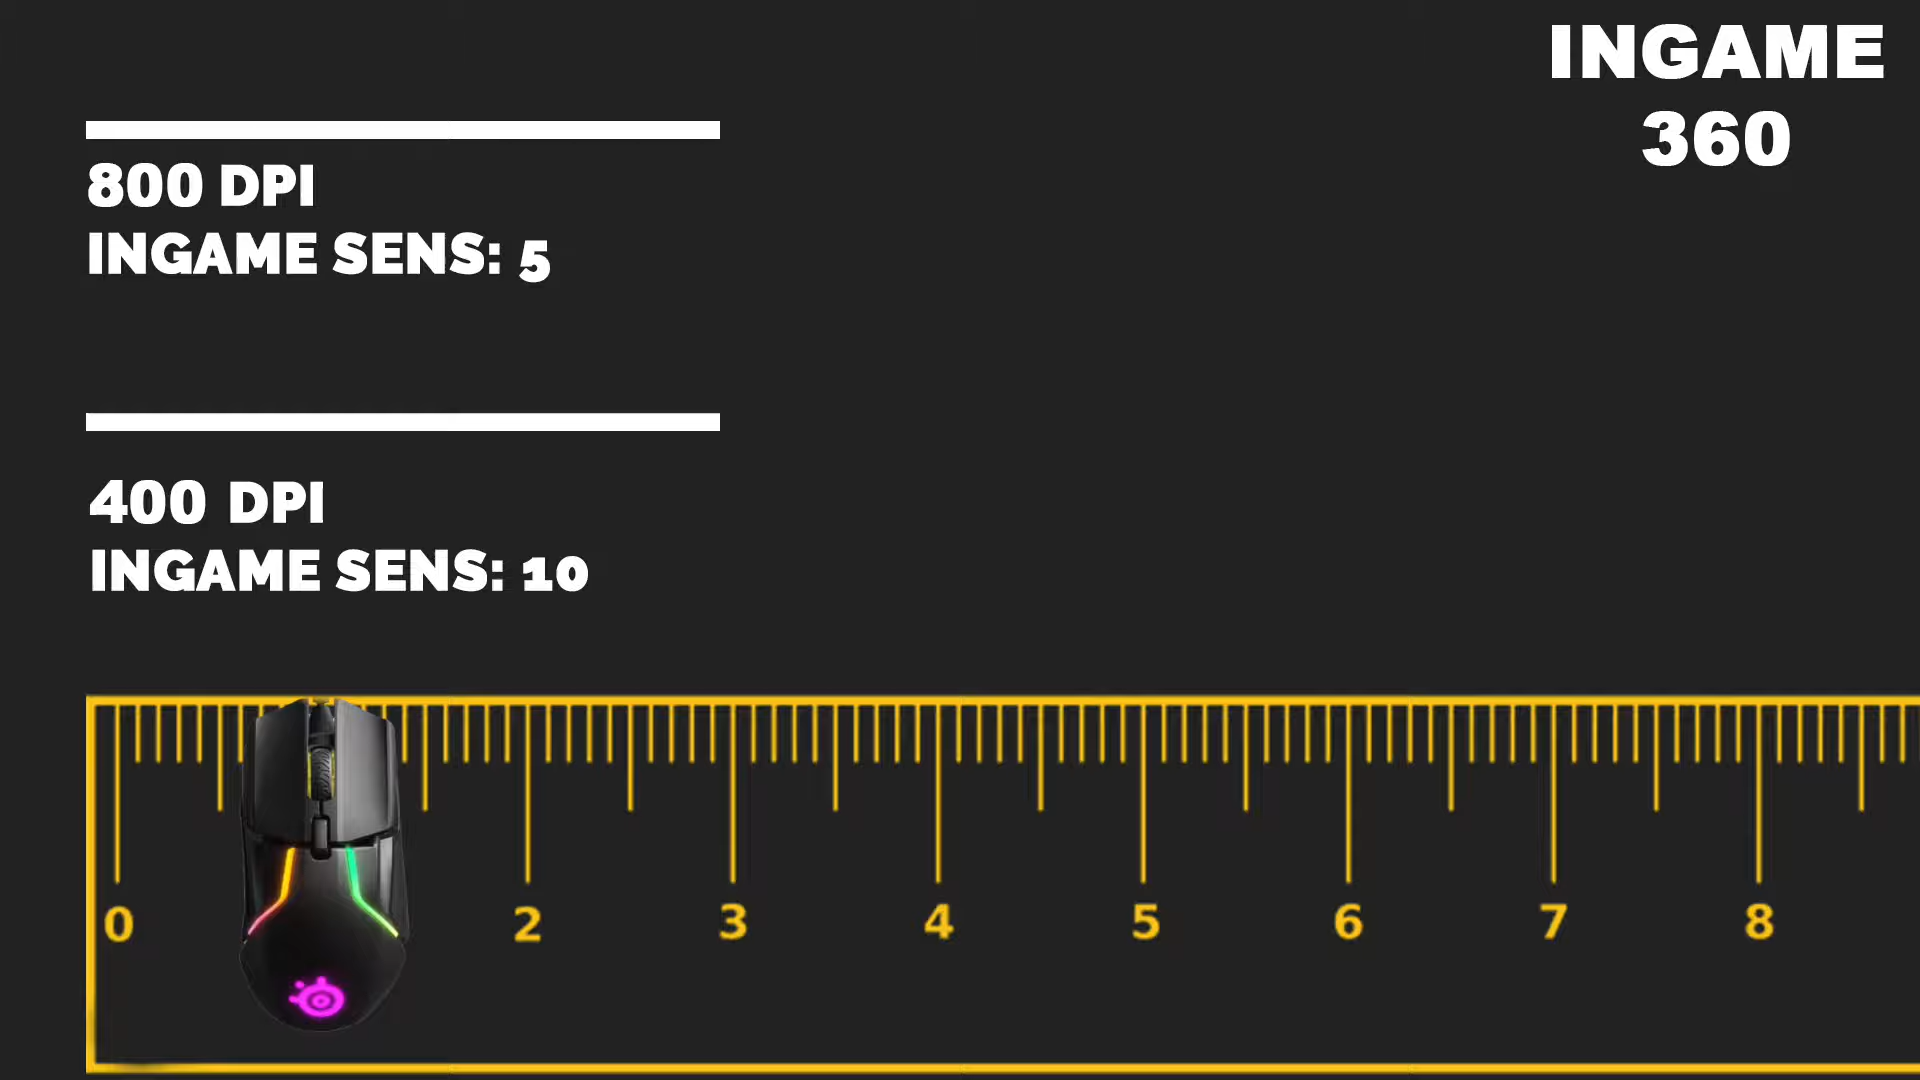 INGAME
360
800 DPI
INGAME SENS: 5
400 DPI
INGAME SENS: 10
0 2 3 4 5 6 7 8